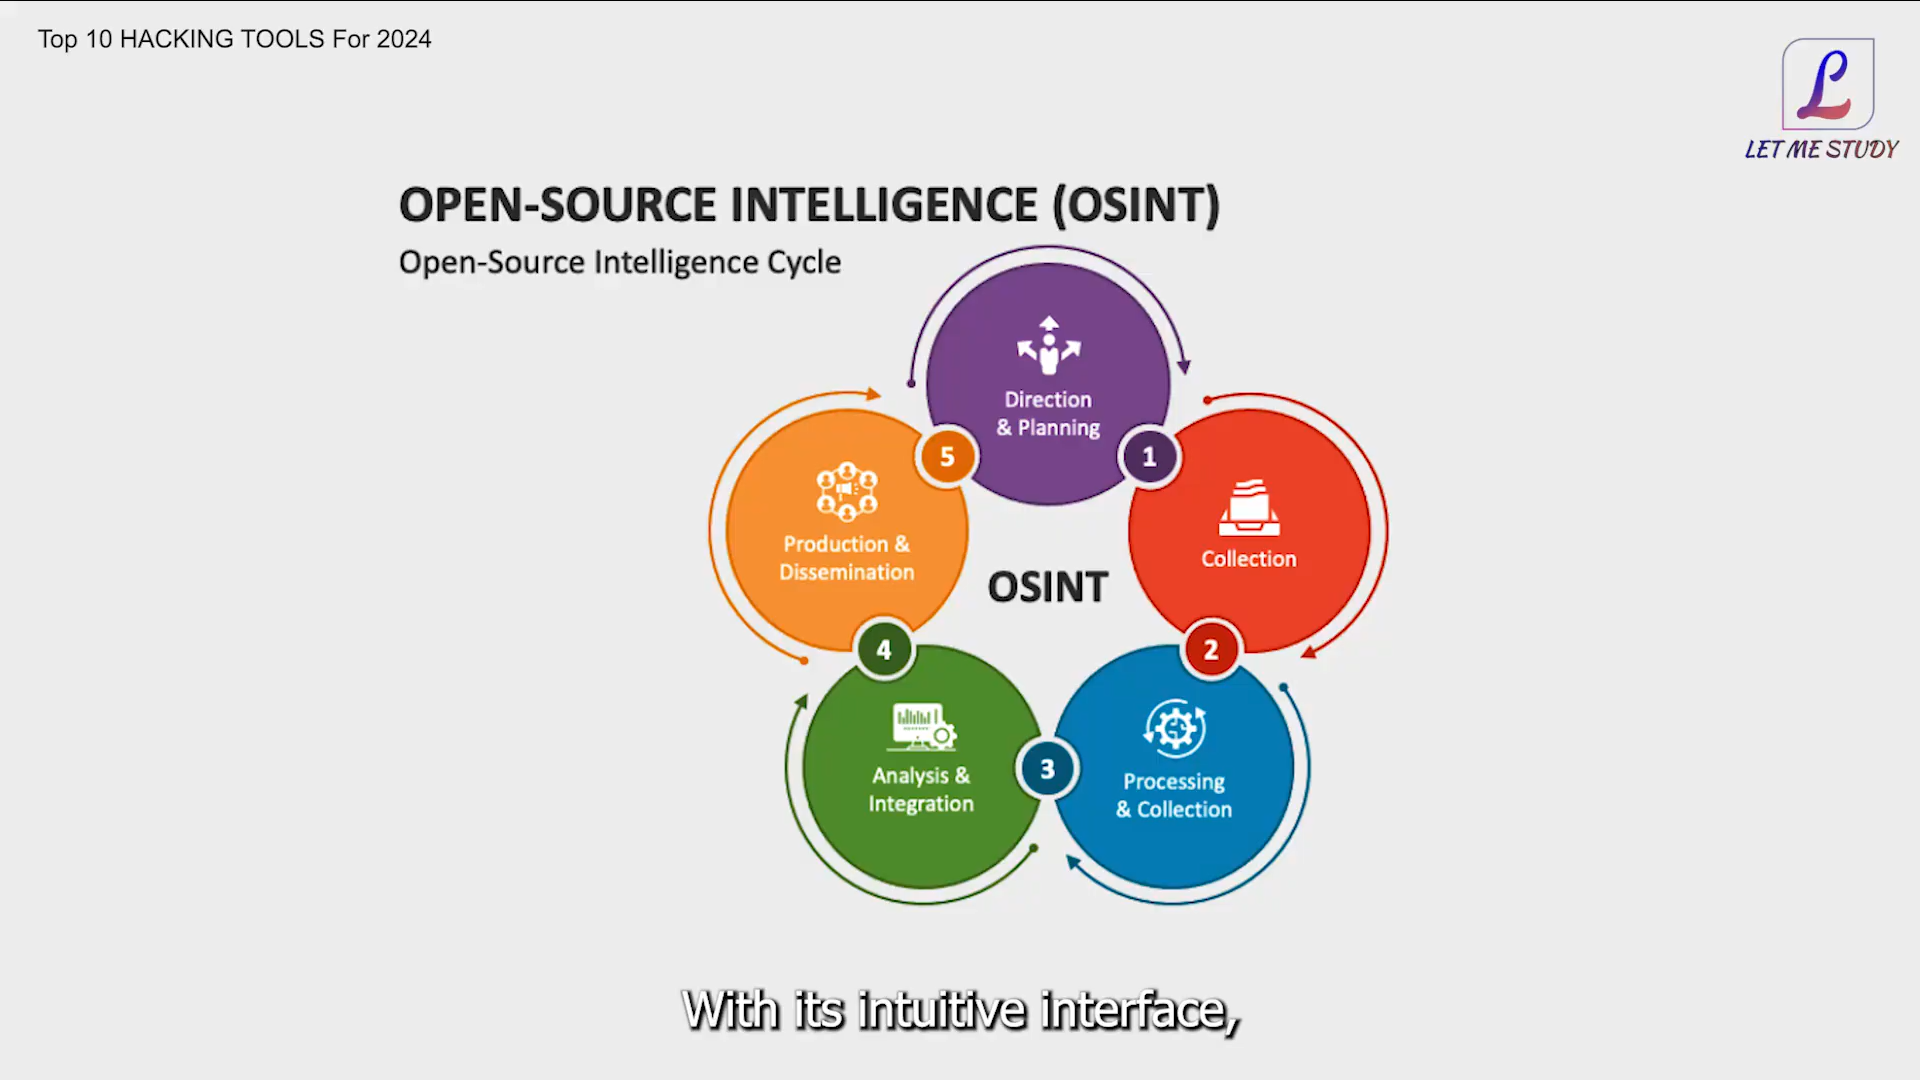 Top 10 HACKING TOOLS For 2024
L
LET ME STUDY
OPEN-SOURCE INTELLIGENCE (OSINT)
Open-Source Intelligence Cycle
Direction
& Planning
1
Collection
2
Processing
& Collection
3
Analysis &
Integration
4
Production &
Dissemination
5
OSINT
With its intuitive interface,